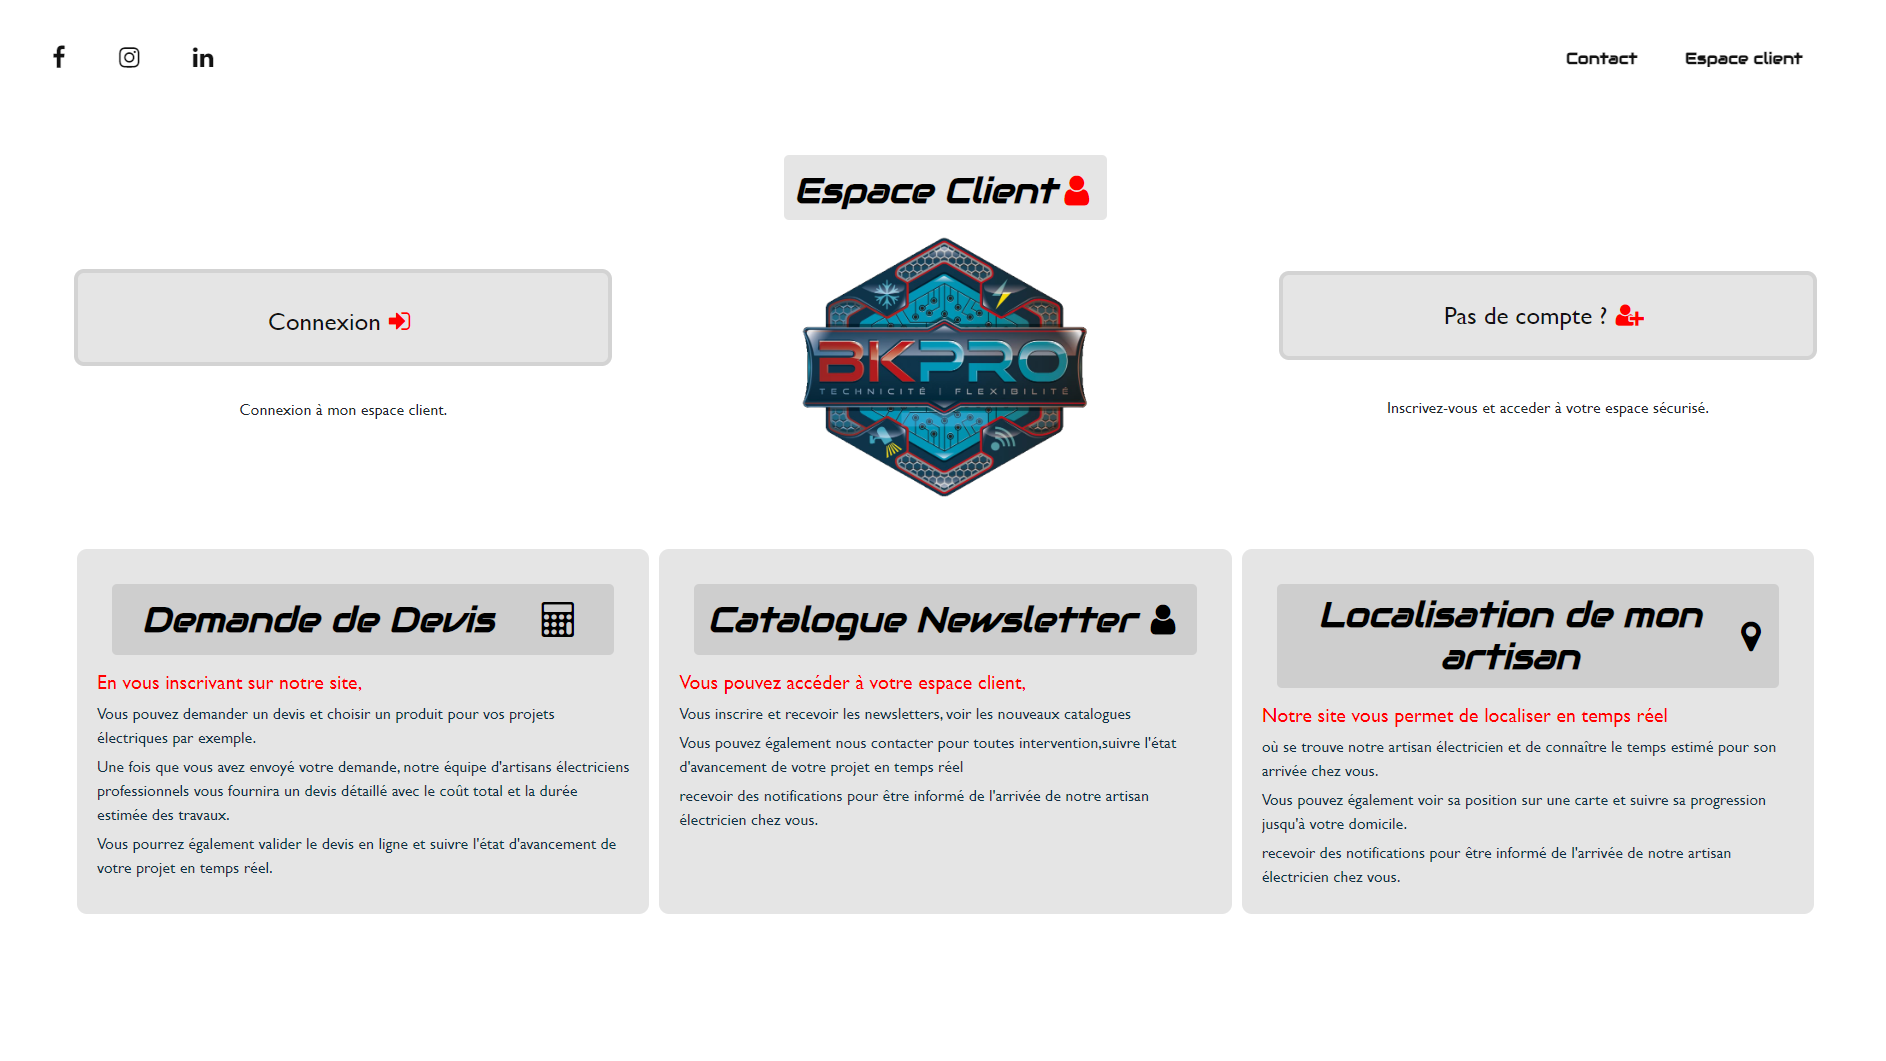 Contact
Espace client
Espace Client
Connexion
Connexion à mon espace client.
BKPRO
TECHNICITÉ | FLEXIBILITÉ
Pas de compte ?
Inscrivez-vous et acceder à votre espace sécurisé.
Demande de Devis
En vous inscrivant sur notre site,
Vous pouvez demander un devis et choisir un produit pour vos projets
électriques par exemple.
Une fois que vous avez envoyé votre demande, notre équipe d'artisans électriciens
professionnels vous fournira un devis détaillé avec le coût total et la durée
estimée des travaux.
Vous pourrez également valider le devis en ligne et suivre l'état d'avancement de
votre projet en temps réel.
Catalogue Newsletter
Vous pouvez accéder à votre espace client,
Vous inscrire et recevoir les newsletters, voir les nouveaux catalogues
Vous pouvez également nous contacter pour toutes intervention,suivre l'état
d'avancement de votre projet en temps réel
recevoir des notifications pour être informé de l'arrivée de notre artisan
électricien chez vous.
Localisation de mon
artisan
Notre site vous permet de localiser en temps réel
où se trouve notre artisan électricien et de connaître le temps estimé pour son
arrivée chez vous.
Vous pouvez également voir sa position sur une carte et suivre sa progression
jusqu'à votre domicile.
recevoir des notifications pour être informé de l'arrivée de notre artisan
électricien chez vous.